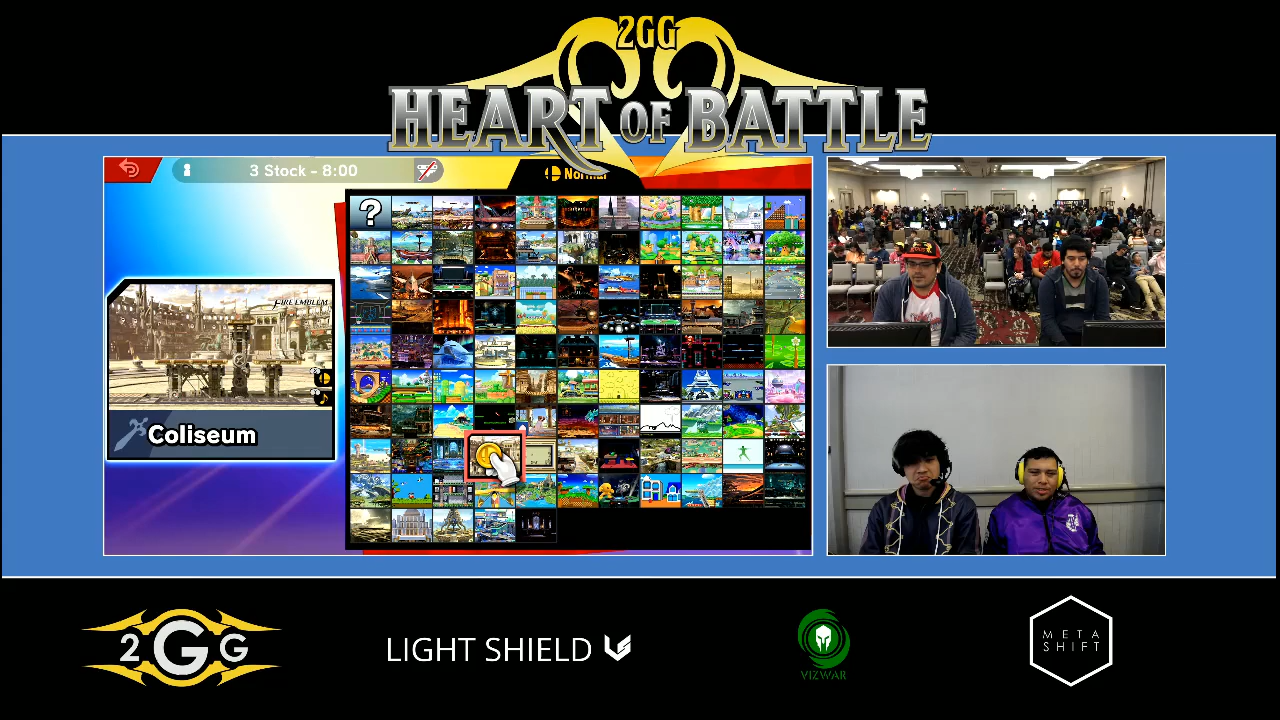 2GG
HEART OF BATTLE
3 Stock - 8:00
Normal
?
FIRE EMBLEM
Coliseum
2GG
LIGHT SHIELD
VIZWAR
META
SHIFT